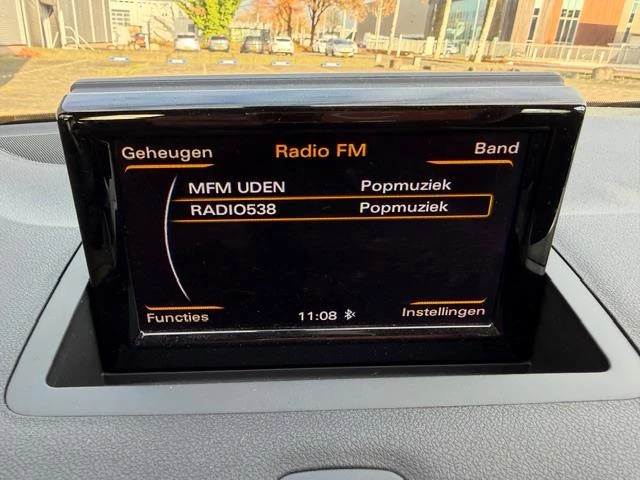 Geheugen Radio FM Band
MFM UDEN Popmuziek
RADIO538 Popmuziek
Functies 11:08 Instellingen